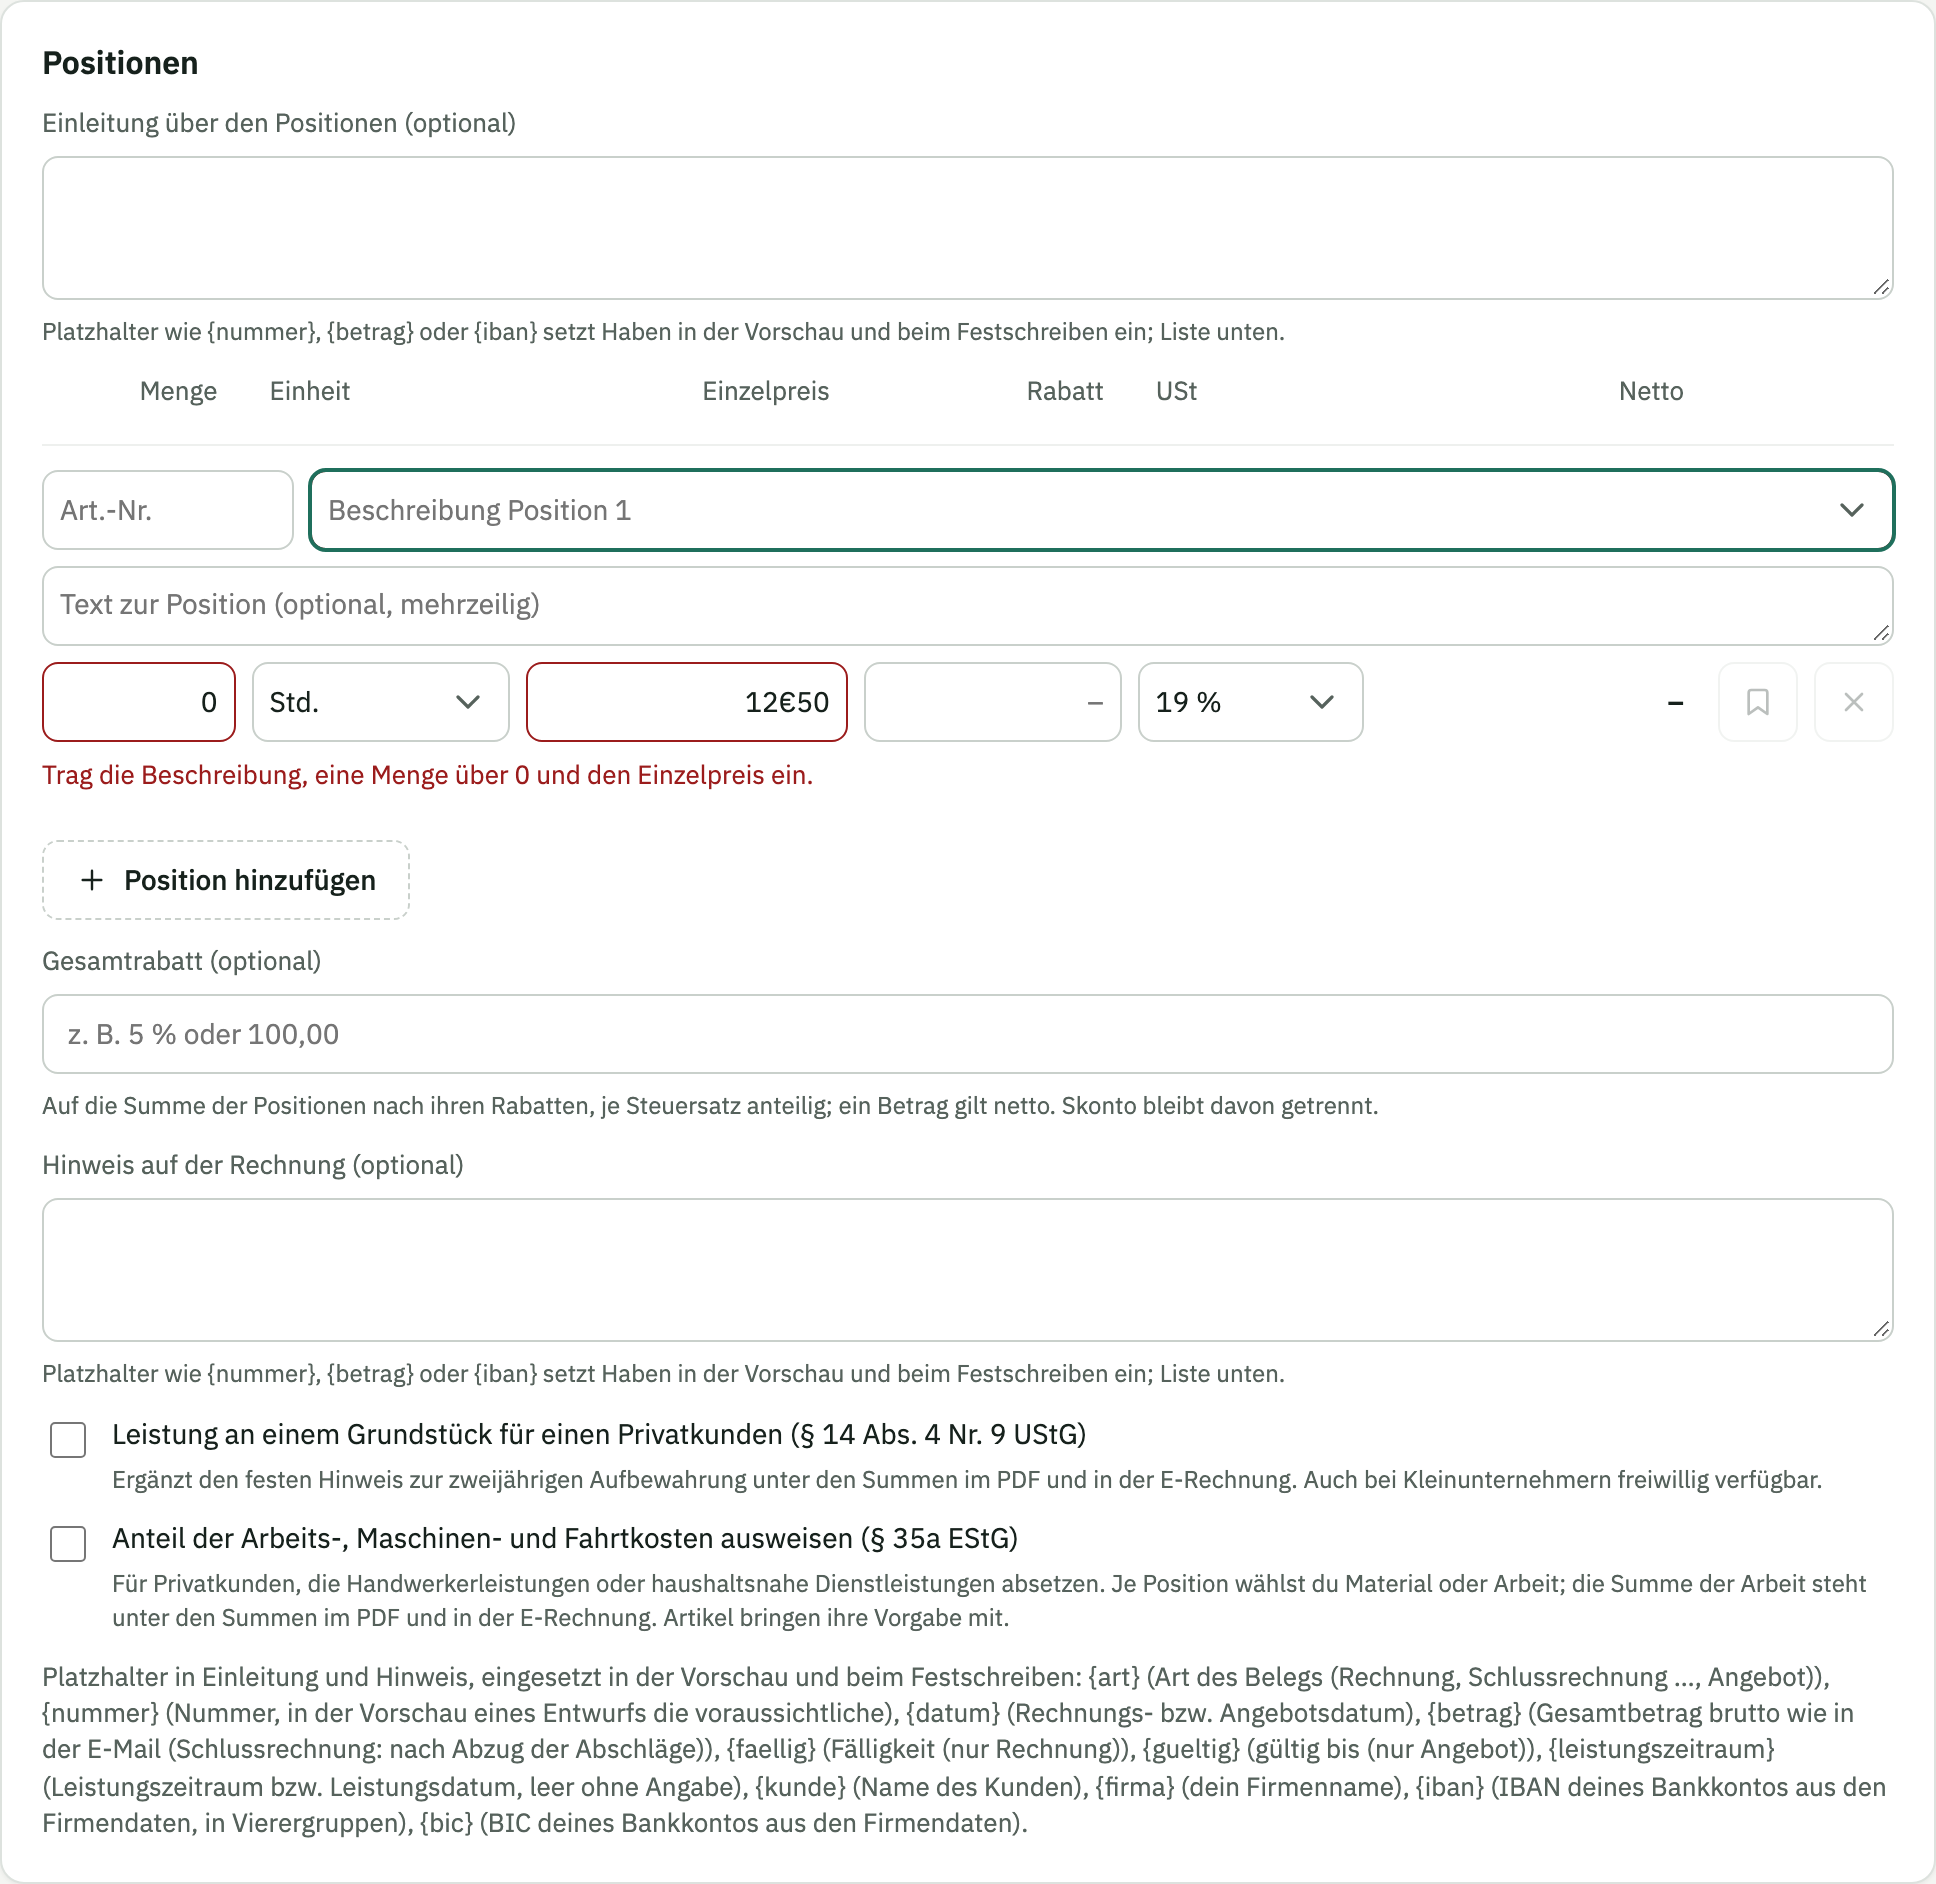 Positionen
Einleitung über den Positionen (optional)
Platzhalter wie {nummer}, {betrag} oder {iban} setzt Haben in der Vorschau und beim Festschreiben ein; Liste unten.
Menge Einheit Einzelpreis Rabatt USt Netto
Art.-Nr. Beschreibung Position 1
Text zur Position (optional, mehrzeilig)
0 Std. 12€50 – 19 % –
Trag die Beschreibung, eine Menge über 0 und den Einzelpreis ein.
+ Position hinzufügen
Gesamtrabatt (optional)
z. B. 5 % oder 100,00
Auf die Summe der Positionen nach ihren Rabatten, je Steuersatz anteilig; ein Betrag gilt netto. Skonto bleibt davon getrennt.
Hinweis auf der Rechnung (optional)
Platzhalter wie {nummer}, {betrag} oder {iban} setzt Haben in der Vorschau und beim Festschreiben ein; Liste unten.
Leistung an einem Grundstück für einen Privatkunden (§ 14 Abs. 4 Nr. 9 UStG)
Ergänzt den festen Hinweis zur zweijährigen Aufbewahrung unter den Summen im PDF und in der E-Rechnung. Auch bei Kleinunternehmern freiwillig verfügbar.
Anteil der Arbeits-, Maschinen- und Fahrtkosten ausweisen (§ 35a EStG)
Für Privatkunden, die Handwerkerleistungen oder haushaltsnahe Dienstleistungen absetzen. Je Position wählst du Material oder Arbeit; die Summe der Arbeit steht
unter den Summen im PDF und in der E-Rechnung. Artikel bringen ihre Vorgabe mit.
Platzhalter in Einleitung und Hinweis, eingesetzt in der Vorschau und beim Festschreiben: {art} (Art des Belegs (Rechnung, Schlussrechnung …, Angebot)),
{nummer} (Nummer, in der Vorschau eines Entwurfs die voraussichtliche), {datum} (Rechnungs- bzw. Angebotsdatum), {betrag} (Gesamtbetrag brutto wie in
der E-Mail (Schlussrechnung: nach Abzug der Abschläge)), {faellig} (Fälligkeit (nur Rechnung)), {gueltig} (gültig bis (nur Angebot)), {leistungszeitraum}
(Leistungszeitraum bzw. Leistungsdatum, leer ohne Angabe), {kunde} (Name des Kunden), {firma} (dein Firmenname), {iban} (IBAN deines Bankkontos aus den
Firmendaten, in Vierergruppen), {bic} (BIC deines Bankkontos aus den Firmendaten).